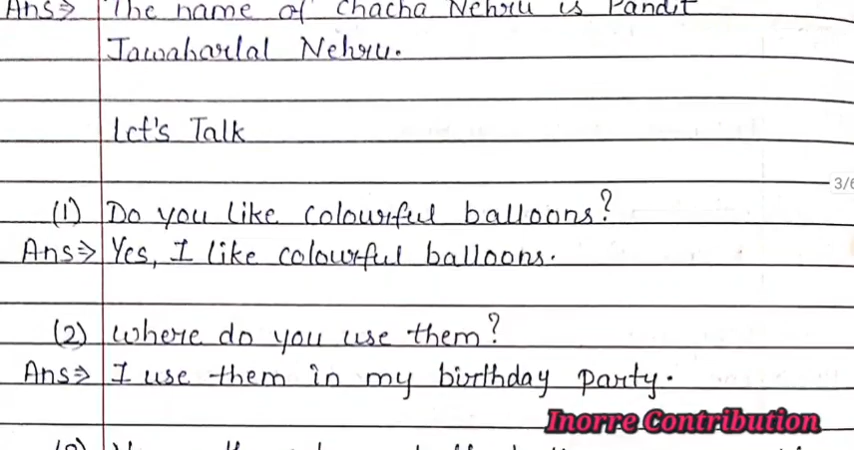 Ans⇒ The name of Chacha Nehru is Pandit
Jawaharlal Nehru.
Let's Talk
3/6
(1) Do you like colourful balloons?
Ans⇒ Yes, I like colourful balloons.
(2) Where do you use them?
Ans⇒ I use them in my birthday party.
Inorre Contribution